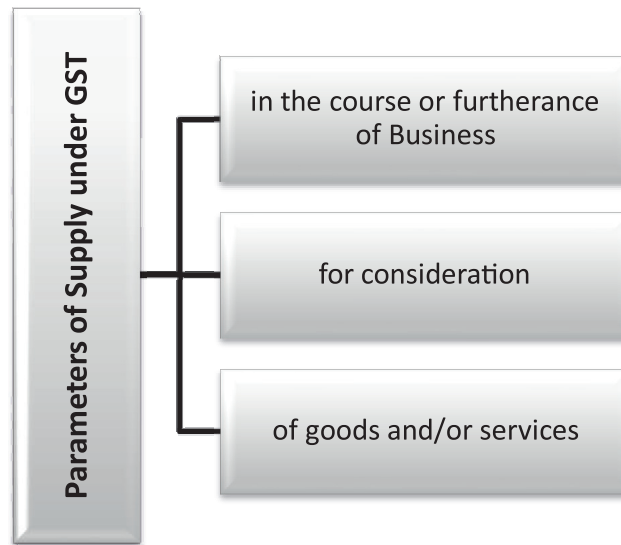 Parameters of Supply under GST
in the course or furtherance
of Business
for consideration
of goods and/or services